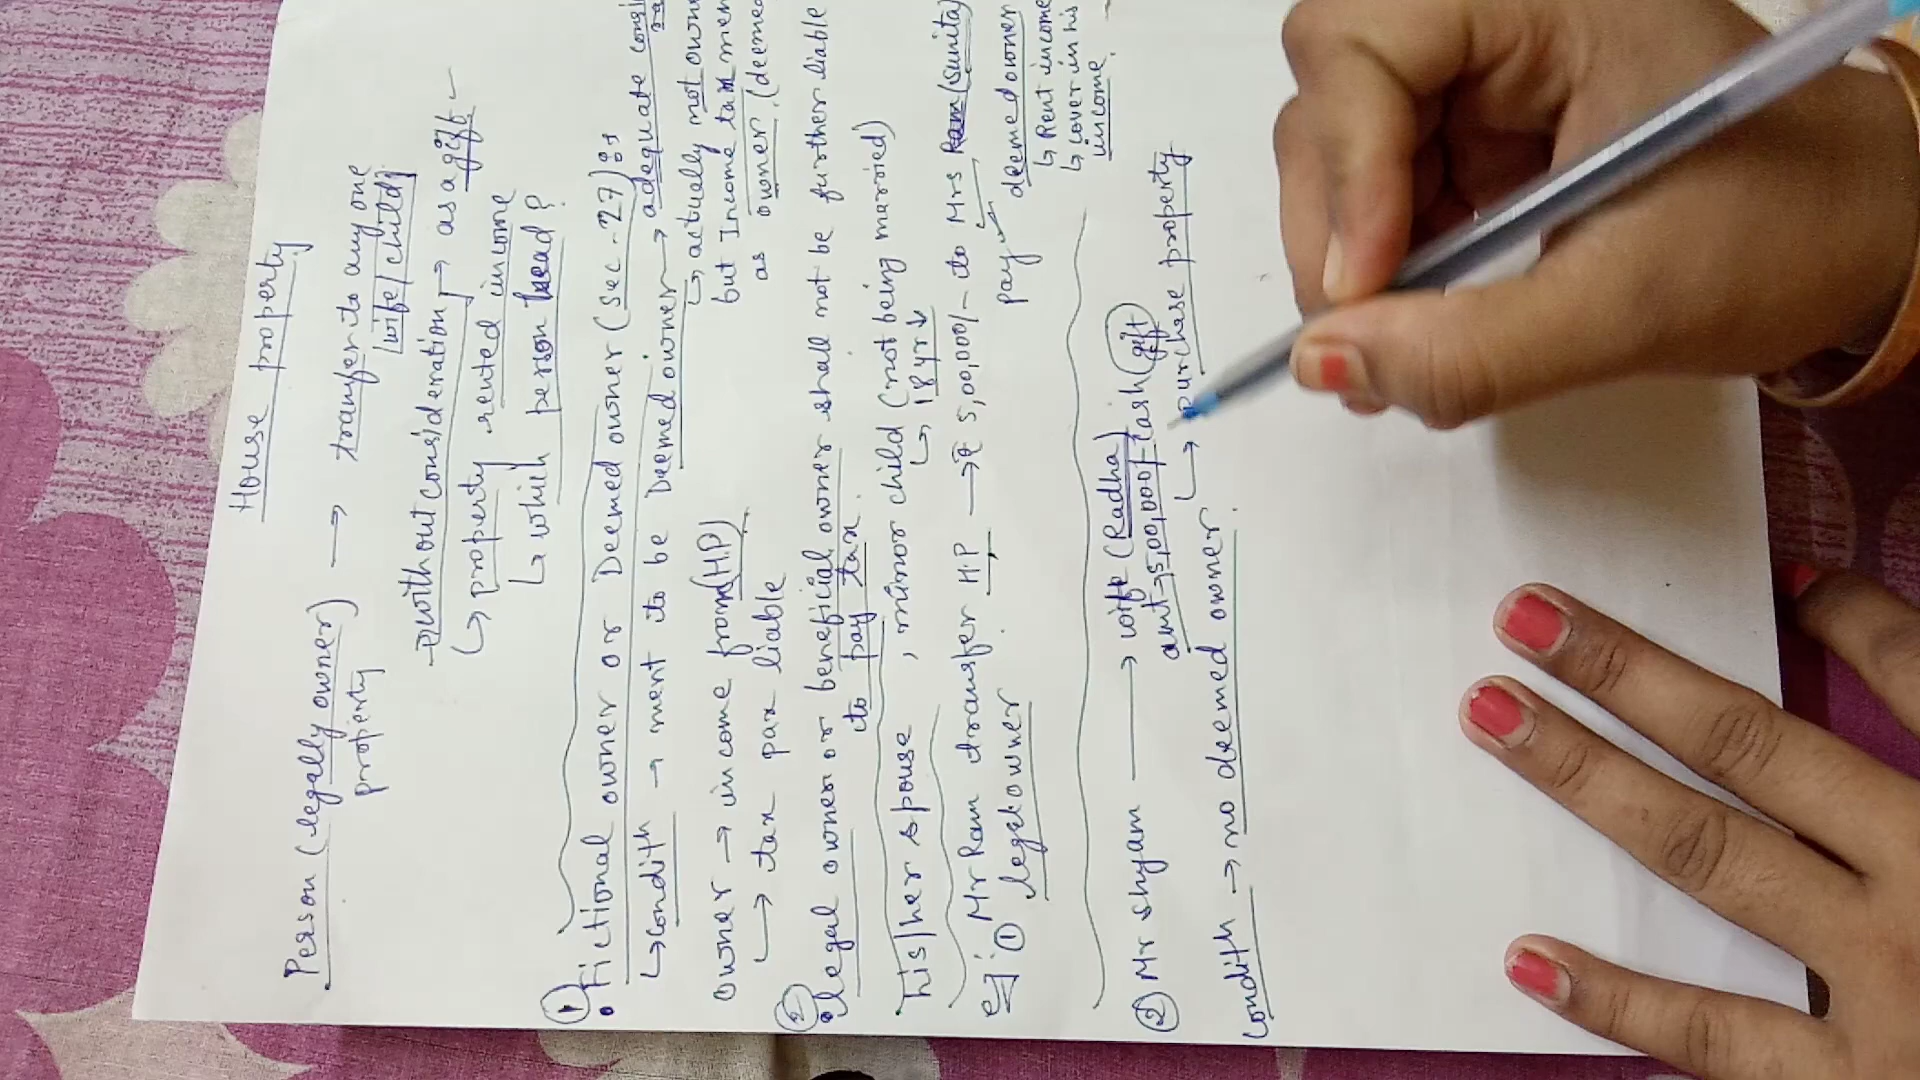 House property
Person (legally owner) → transfer to any one
property [wife/child]
→ without consideration → as a gift
↳ property rented income
↳ which person head?
① • Fictional owner or Deemed owner (Sec-27) :-
↳ condith → ment to be Deemed owner → adequate
↳ actually not own
owner → income from (H.P) but Income tax men
↳ tax pax liable as owner. (deemed
② • legal owner or beneficial owner shall not be further liable
to pay tax.
his/her spouse, minor child (not being married)
↳ 18 yr ↓
eg:- ① Mr Ram transfer H.P → ₹ 5,00,000/- to Mrs (Sunita)
legal owner pay deemed owner
↳ Rent income
↳ cover in his
income
② Mr Shyam → wife (Radha)
amt → 5,00,000/- cash (gift)
↳ purchase property
condith → no deemed owner.